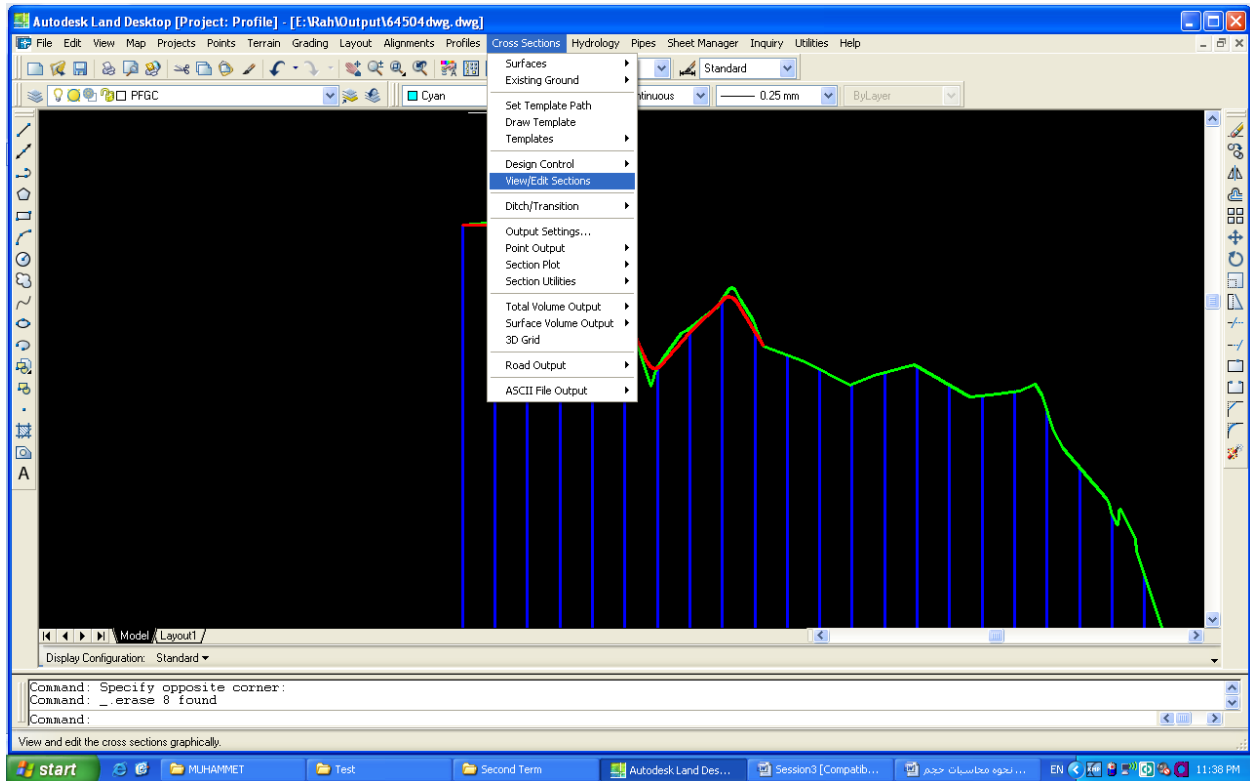 Autodesk Land Desktop [Project: Profile] - [E:\Rah\Output\64504dwg.dwg]
File Edit View Map Projects Points Terrain Grading Layout Alignments Profiles Cross Sections Hydrology Pipes Sheet Manager Inquiry Utilities Help
Standard
PFGC
Cyan
ntinuous
0.25 mm
ByLayer
Surfaces
Existing Ground
Set Template Path
Draw Template
Templates
Design Control
View/Edit Sections
Ditch/Transition
Output Settings...
Point Output
Section Plot
Section Utilities
Total Volume Output
Surface Volume Output
3D Grid
Road Output
ASCII File Output
A
Model Layout1
Display Configuration: Standard
Command: Specify opposite corner:
Command: _.erase 8 found
Command:
View and edit the cross sections graphically.
start
MUHAMMET
Test
Second Term
Autodesk Land Des...
Session3 [Compatib...
نحوه محاسبات حجم ...
EN
11:38 PM